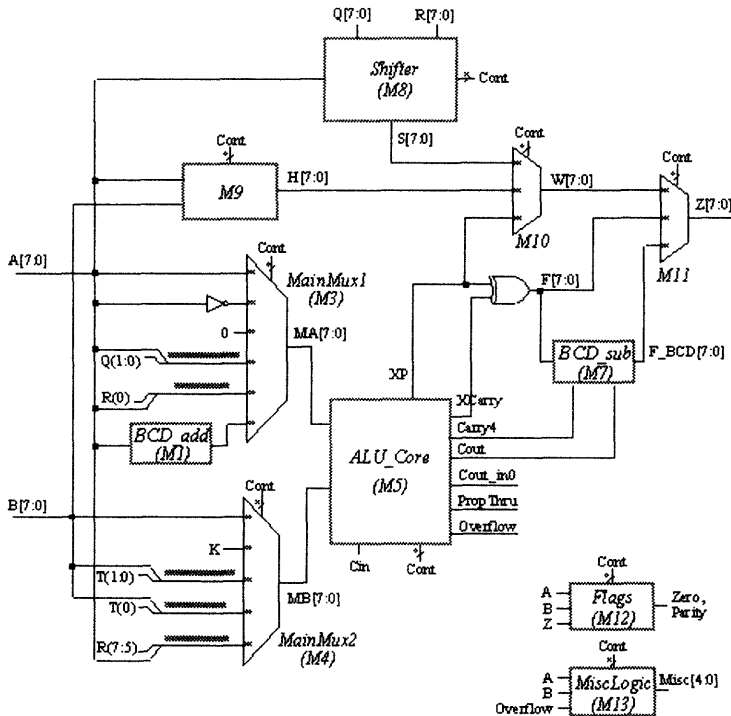 Q[7:0] R[7:0]
Shifter
(M8)
Cont
S[7:0]
Cont
Cont
Cont
M9
H[7:0]
W[7:0]
Z[7:0]
M10
M11
A[7:0]
Cont
MainMux1
(M3)
F[7:0]
0
MA[7:0]
Q(1:0)
BCD_sub
(M7)
F_BCD[7:0]
XP
R(0)
XCarry
BCD_add
(M1)
Carry4
ALU_Core
(M5)
Cout
Cont
Cout_in0
B[7:0]
PropThru
K
Overflow
Cin
Cont
T(1:0)
MB[7:0]
T(0)
Cont
A
B
Z
Flags
(M12)
Zero,
Parity
R(7:5)
MainMux2
(M4)
Cont
A
B
Overflow
MiscLogic
(M13)
Misc[4:0]